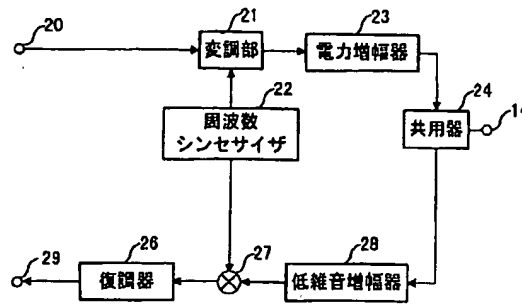 20
21
変調部
23
電力増幅器
22
周波数
シンセサイザ
24
共用器
14
29
26
復調器
27
28
低雑音増幅器